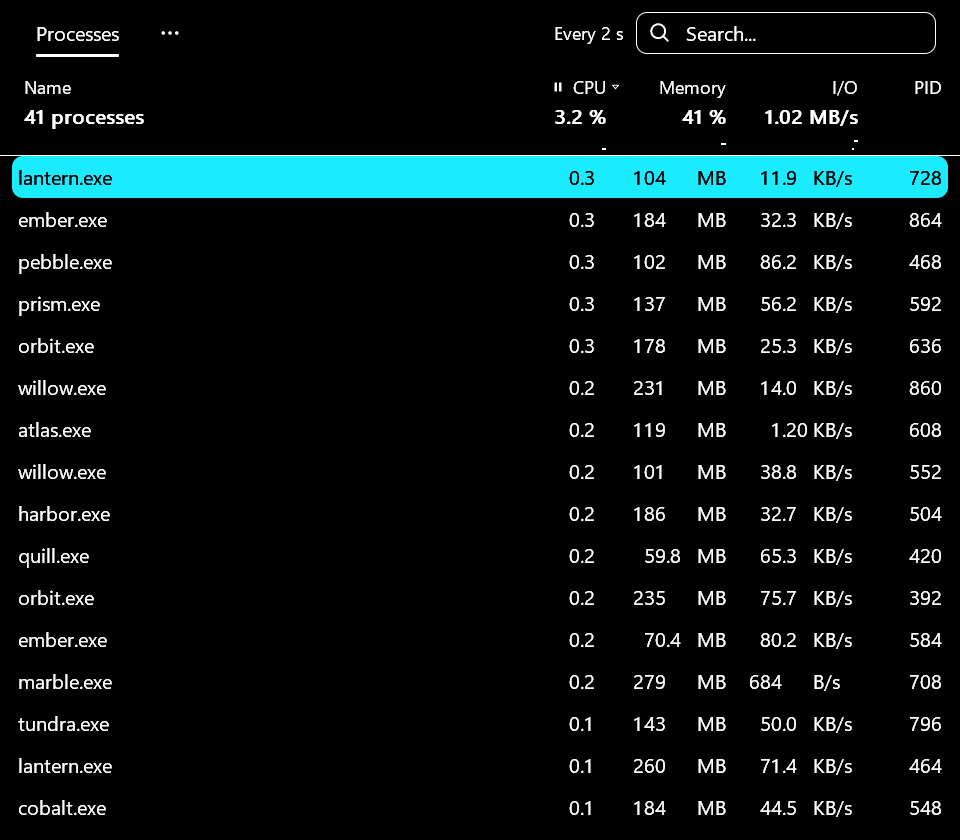 Processes ... Every 2 s Search...
Name CPU Memory I/O PID
41 processes 3.2 % 41 % 1.02 MB/s
lantern.exe 0.3 104 MB 11.9 KB/s 728
ember.exe 0.3 184 MB 32.3 KB/s 864
pebble.exe 0.3 102 MB 86.2 KB/s 468
prism.exe 0.3 137 MB 56.2 KB/s 592
orbit.exe 0.3 178 MB 25.3 KB/s 636
willow.exe 0.2 231 MB 14.0 KB/s 860
atlas.exe 0.2 119 MB 1.20 KB/s 608
willow.exe 0.2 101 MB 38.8 KB/s 552
harbor.exe 0.2 186 MB 32.7 KB/s 504
quill.exe 0.2 59.8 MB 65.3 KB/s 420
orbit.exe 0.2 235 MB 75.7 KB/s 392
ember.exe 0.2 70.4 MB 80.2 KB/s 584
marble.exe 0.2 279 MB 684 B/s 708
tundra.exe 0.1 143 MB 50.0 KB/s 796
lantern.exe 0.1 260 MB 71.4 KB/s 464
cobalt.exe 0.1 184 MB 44.5 KB/s 548